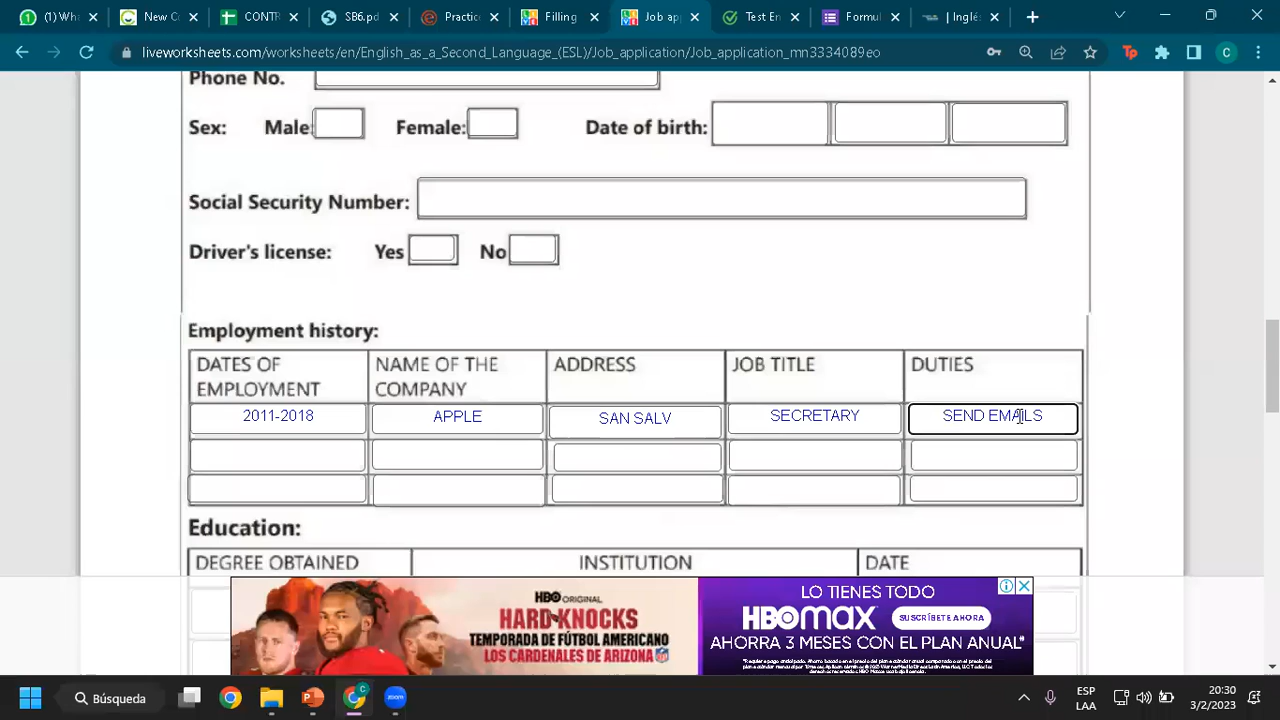 (1) Wha
New C
CONTR
SB6.pd
Practic
Filling
Job ap
Test En
Formul
Inglés
liveworksheets.com/worksheets/en/English_as_a_Second_Language_(ESL)/Job_application/Job_application_mn3334089eo
C
Phone No.
Sex: Male: Female: Date of birth:
Social Security Number:
Driver's license: Yes No
Employment history:
DATES OF EMPLOYMENT NAME OF THE COMPANY ADDRESS JOB TITLE DUTIES
2011-2018 APPLE SAN SALV SECRETARY SEND EMAILS
Education:
DEGREE OBTAINED INSTITUTION DATE
HBO ORIGINAL
HARD KNOCKS
TEMPORADA DE FÚTBOL AMERICANO
LOS CARDENALES DE ARIZONA
LO TIENES TODO
HBOMAX SUSCRÍBETE AHORA
AHORRA 3 MESES CON EL PLAN ANUAL*
Búsqueda
ESP
LAA
20:30
3/2/2023